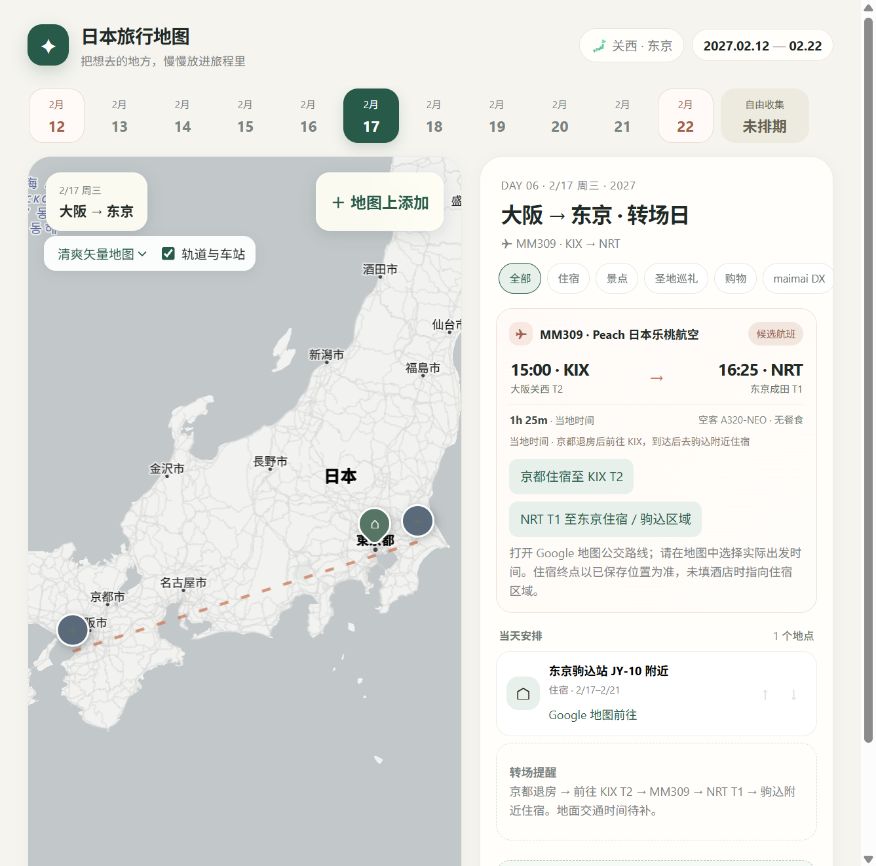 日本旅行地图
把想去的地方，慢慢放进旅程里
关西 · 东京
2027.02.12 — 02.22
2月
12
2月
13
2月
14
2月
15
2月
16
2月
17
2月
18
2月
19
2月
20
2月
21
2月
22
自由收集
未排期
2/17 周三
大阪 → 东京
+ 地图上添加
清爽矢量地图
轨道与车站
海
동
동해
盛
酒田市
仙台市
新潟市
福島市
金沢市
長野市
日本
東京都
名古屋市
京都市
阪市
DAY 06 · 2/17 周三 · 2027
大阪 → 东京 · 转场日
MM309 · KIX → NRT
全部
住宿
景点
圣地巡礼
购物
maimai DX
MM309 · Peach 日本乐桃航空
候选航班
15:00 · KIX
→
16:25 · NRT
大阪关西 T2
东京成田 T1
1h 25m · 当地时间
空客 A320-NEO · 无餐食
当地时间 · 京都退房后前往 KIX，到达后去驹込附近住宿
京都住宿至 KIX T2
NRT T1 至东京住宿 / 驹込区域
打开 Google 地图公交路线；请在地图中选择实际出发时
间。住宿终点以已保存位置为准，未填酒店时指向住宿
区域。
当天安排
1 个地点
东京驹込站 JY-10 附近
住宿 · 2/17–2/21
Google 地图前往
↑
↓
转场提醒
京都退房 → 前往 KIX T2 → MM309 → NRT T1 → 驹込附
近住宿。地面交通时间待补。